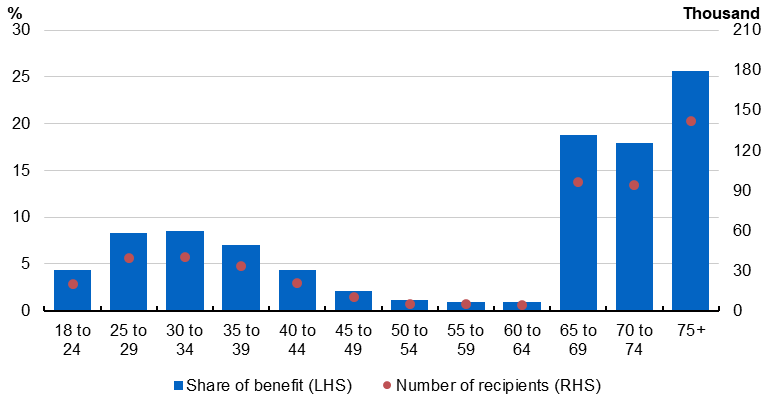 % Thousand
30 210
25 180
20 150
15 120
10 90
5 60
0 30
0
18 to 24
25 to 29
30 to 34
35 to 39
40 to 44
45 to 49
50 to 54
55 to 59
60 to 64
65 to 69
70 to 74
75+
Share of benefit (LHS) Number of recipients (RHS)